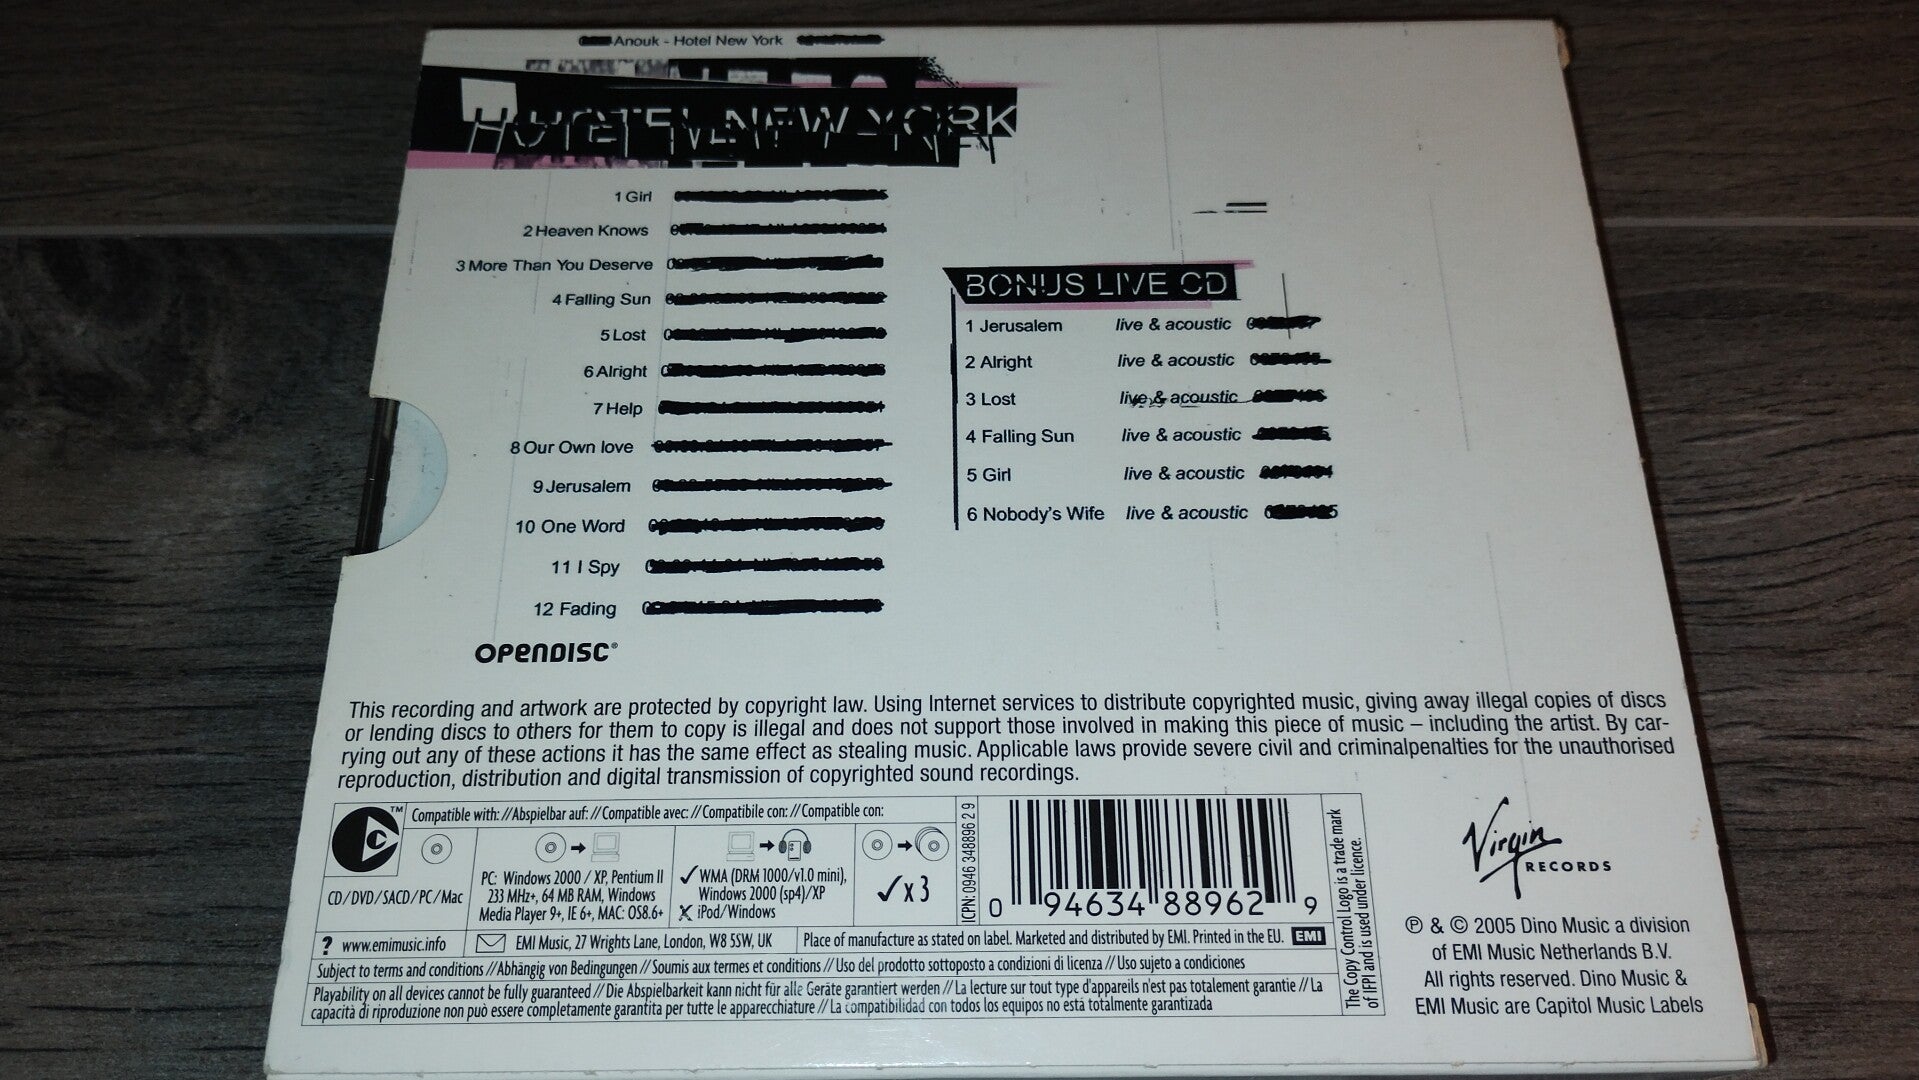 Anouk - Hotel New York
HOTEL NEW YORK
1 Girl
2 Heaven Knows
3 More Than You Deserve
4 Falling Sun
5 Lost
6 Alright
7 Help
8 Our Own love
9 Jerusalem
10 One Word
11 I Spy
12 Fading
OPENDISC®
BONUS LIVE CD
1 Jerusalem live & acoustic
2 Alright live & acoustic
3 Lost live & acoustic
4 Falling Sun live & acoustic
5 Girl live & acoustic
6 Nobody's Wife live & acoustic
This recording and artwork are protected by copyright law. Using Internet services to distribute copyrighted music, giving away illegal copies of discs
or lending discs to others for them to copy is illegal and does not support those involved in making this piece of music – including the artist. By car-
rying out any of these actions it has the same effect as stealing music. Applicable laws provide severe civil and criminalpenalties for the unauthorised
reproduction, distribution and digital transmission of copyrighted sound recordings.
TM
Compatible with: // Abspielbar auf: // Compatible avec: // Compatibile con: // Compatible con:
CD/DVD/SACD/PC/Mac
PC: Windows 2000 / XP, Pentium II
233 MHz+, 64 MB RAM, Windows
Media Player 9+, IE 6+, MAC: OS8.6+
✓ WMA (DRM 1000/v1.0 mini),
Windows 2000 (sp4)/XP
X iPod/Windows
✓ x 3
ICPN: 0946 348896 2 9
0 94634 88962 9
The Copy Control Logo is a trade mark
of IFPI and is used under licence.
? www.emimusic.info
EMI Music, 27 Wrights Lane, London, W8 5SW, UK
Place of manufacture as stated on label. Marketed and distributed by EMI. Printed in the EU. EMI
Subject to terms and conditions // Abhängig von Bedingungen // Soumis aux termes et conditions // Uso del prodotto sottoposto a condizioni di licenza // Uso sujeto a condiciones
Playability on all devices cannot be fully guaranteed // Die Abspielbarkeit kann nicht für alle Geräte garantiert werden // La lecture sur tout type d'appareils n'est pas totalement garantie // La
capacità di riproduzione non può essere completamente garantita per tutte le apparecchiature // La compatibilidad con todos los equipos no está totalmente garantizada
Virgin
RECORDS
℗ & © 2005 Dino Music a division
of EMI Music Netherlands B.V.
All rights reserved. Dino Music &
EMI Music are Capitol Music Labels